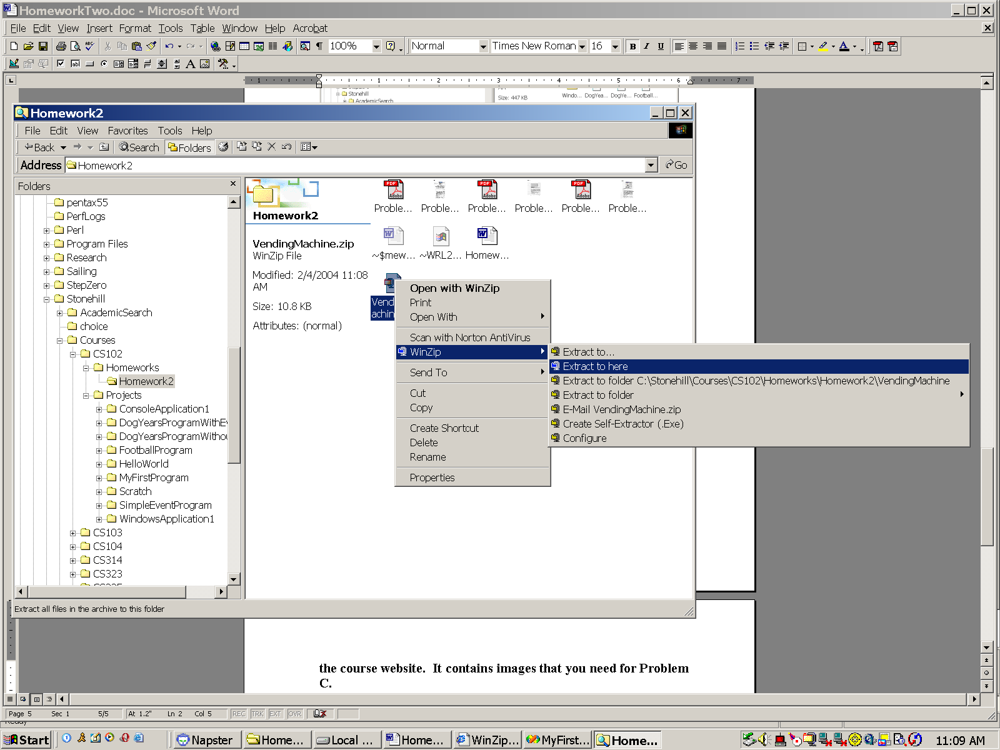 HomeworkTwo.doc - Microsoft Word
File Edit View Insert Format Tools Table Window Help Acrobat
100% Normal Times New Roman 16 B I U
1 1 2 3 4 5 6 7
Stonehill
AcademicSearch
Size: 447 KB
Windo... DogYea... DogYe... Football...
Homework2
File Edit View Favorites Tools Help
Back Search Folders
Address Homework2 Go
Folders
pentax55
PerfLogs
Perl
Program Files
Research
Sailing
StepZero
Stonehill
AcademicSearch
choice
Courses
CS102
Homeworks
Homework2
Projects
ConsoleApplication1
DogYearsProgramWithE
DogYearsProgramWithou
FootballProgram
HelloWorld
MyFirstProgram
Scratch
SimpleEventProgram
WindowsApplication1
CS103
CS104
CS314
CS323
Homework2
VendingMachine.zip
WinZip File
Modified: 2/4/2004 11:08
AM
Size: 10.8 KB
Attributes: (normal)
Proble... Proble... Proble... Proble... Proble... Proble...
~$mew... ~WRL2... Homew...
Vend
achin
Open with WinZip
Print
Open With
Scan with Norton AntiVirus
WinZip
Send To
Cut
Copy
Create Shortcut
Delete
Rename
Properties
Extract to...
Extract to here
Extract to folder C:\Stonehill\Courses\CS102\Homeworks\Homework2\VendingMachine
Extract to folder
E-Mail VendingMachine.zip
Create Self-Extractor (.Exe)
Configure
Extract all files in the archive to this folder
the course website. It contains images that you need for Problem
C.
Page 5 Sec 1 5/5 At 1.2" Ln 2 Col 5 REC TRK EXT OVR
Ready
Start Napster Home... Local ... Home... WinZip... MyFirst... Home... 11:09 AM